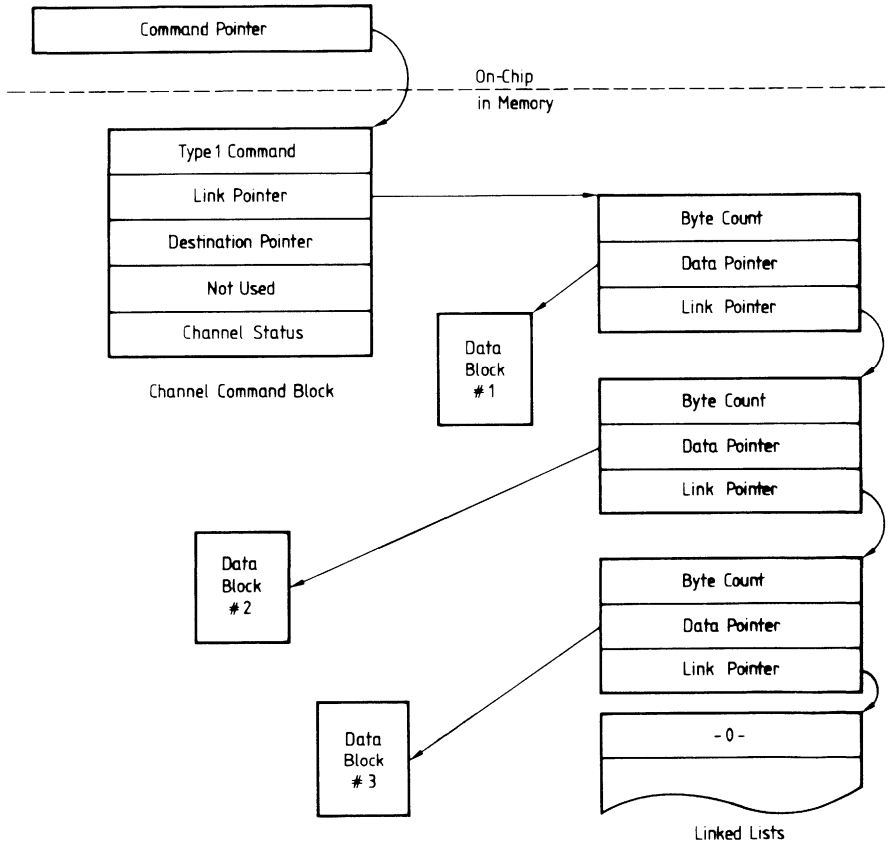 Command Pointer
On-Chip
in Memory
Type 1 Command
Link Pointer
Destination Pointer
Not Used
Channel Status
Channel Command Block
Byte Count
Data Pointer
Link Pointer
Data
Block
#1
Byte Count
Data Pointer
Link Pointer
Data
Block
#2
Byte Count
Data Pointer
Link Pointer
Data
Block
#3
-0-
Linked Lists